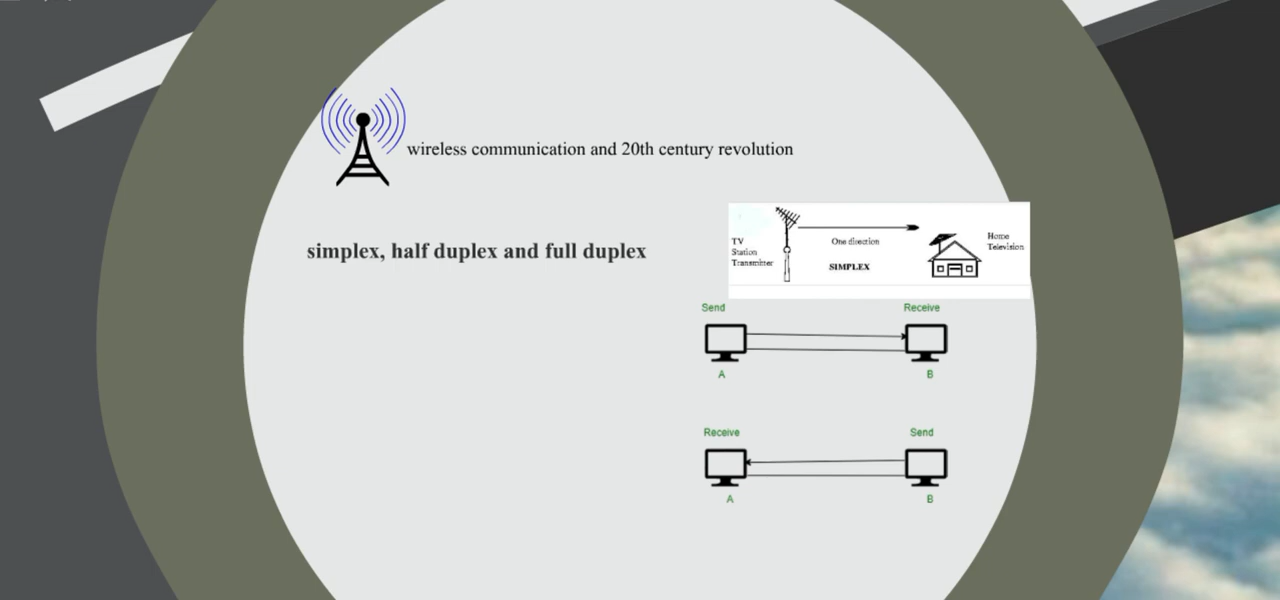 wireless communication and 20th century revolution
simplex, half duplex and full duplex
TV
Station
Transmitter
One direction
SIMPLEX
Home
Television
Send
Receive
A
B
Receive
Send
A
B